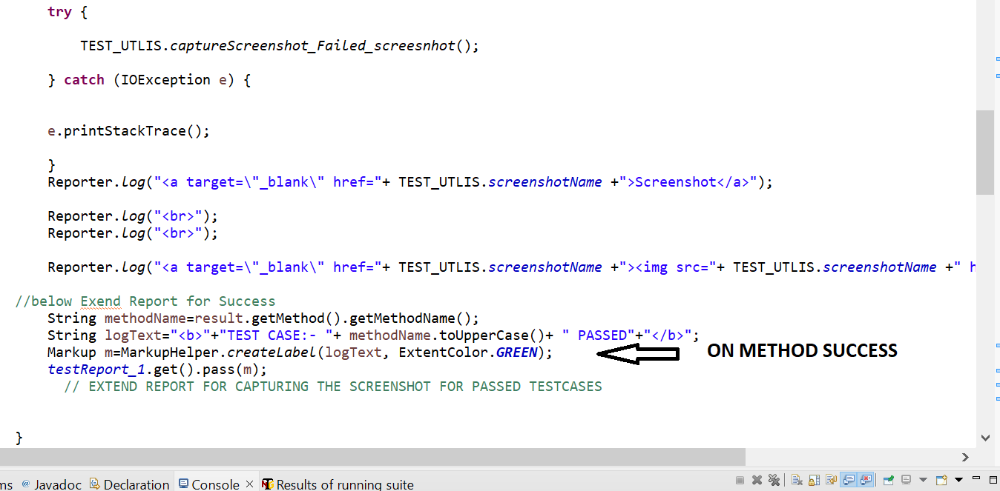 try {
TEST_UTLIS.captureScreenshot_Failed_screesnhot();
} catch (IOException e) {
e.printStackTrace();
}
Reporter.log("<a target=\"_blank\" href="+ TEST_UTLIS.screenshotName +">Screenshot</a>");
Reporter.log("<br>");
Reporter.log("<br>");
Reporter.log("<a target=\"_blank\" href="+ TEST_UTLIS.screenshotName +"><img src="+ TEST_UTLIS.screenshotName +" h
//below Exend Report for Success
String methodName=result.getMethod().getMethodName();
String logText="<b>"+"TEST CASE:- "+ methodName.toUpperCase()+ " PASSED"+"</b>";
Markup m=MarkupHelper.createLabel(logText, ExtentColor.GREEN);
ON METHOD SUCCESS
testReport_1.get().pass(m);
// EXTEND REPORT FOR CAPTURING THE SCREENSHOT FOR PASSED TESTCASES
}
ms @ Javadoc Declaration Console Results of running suite